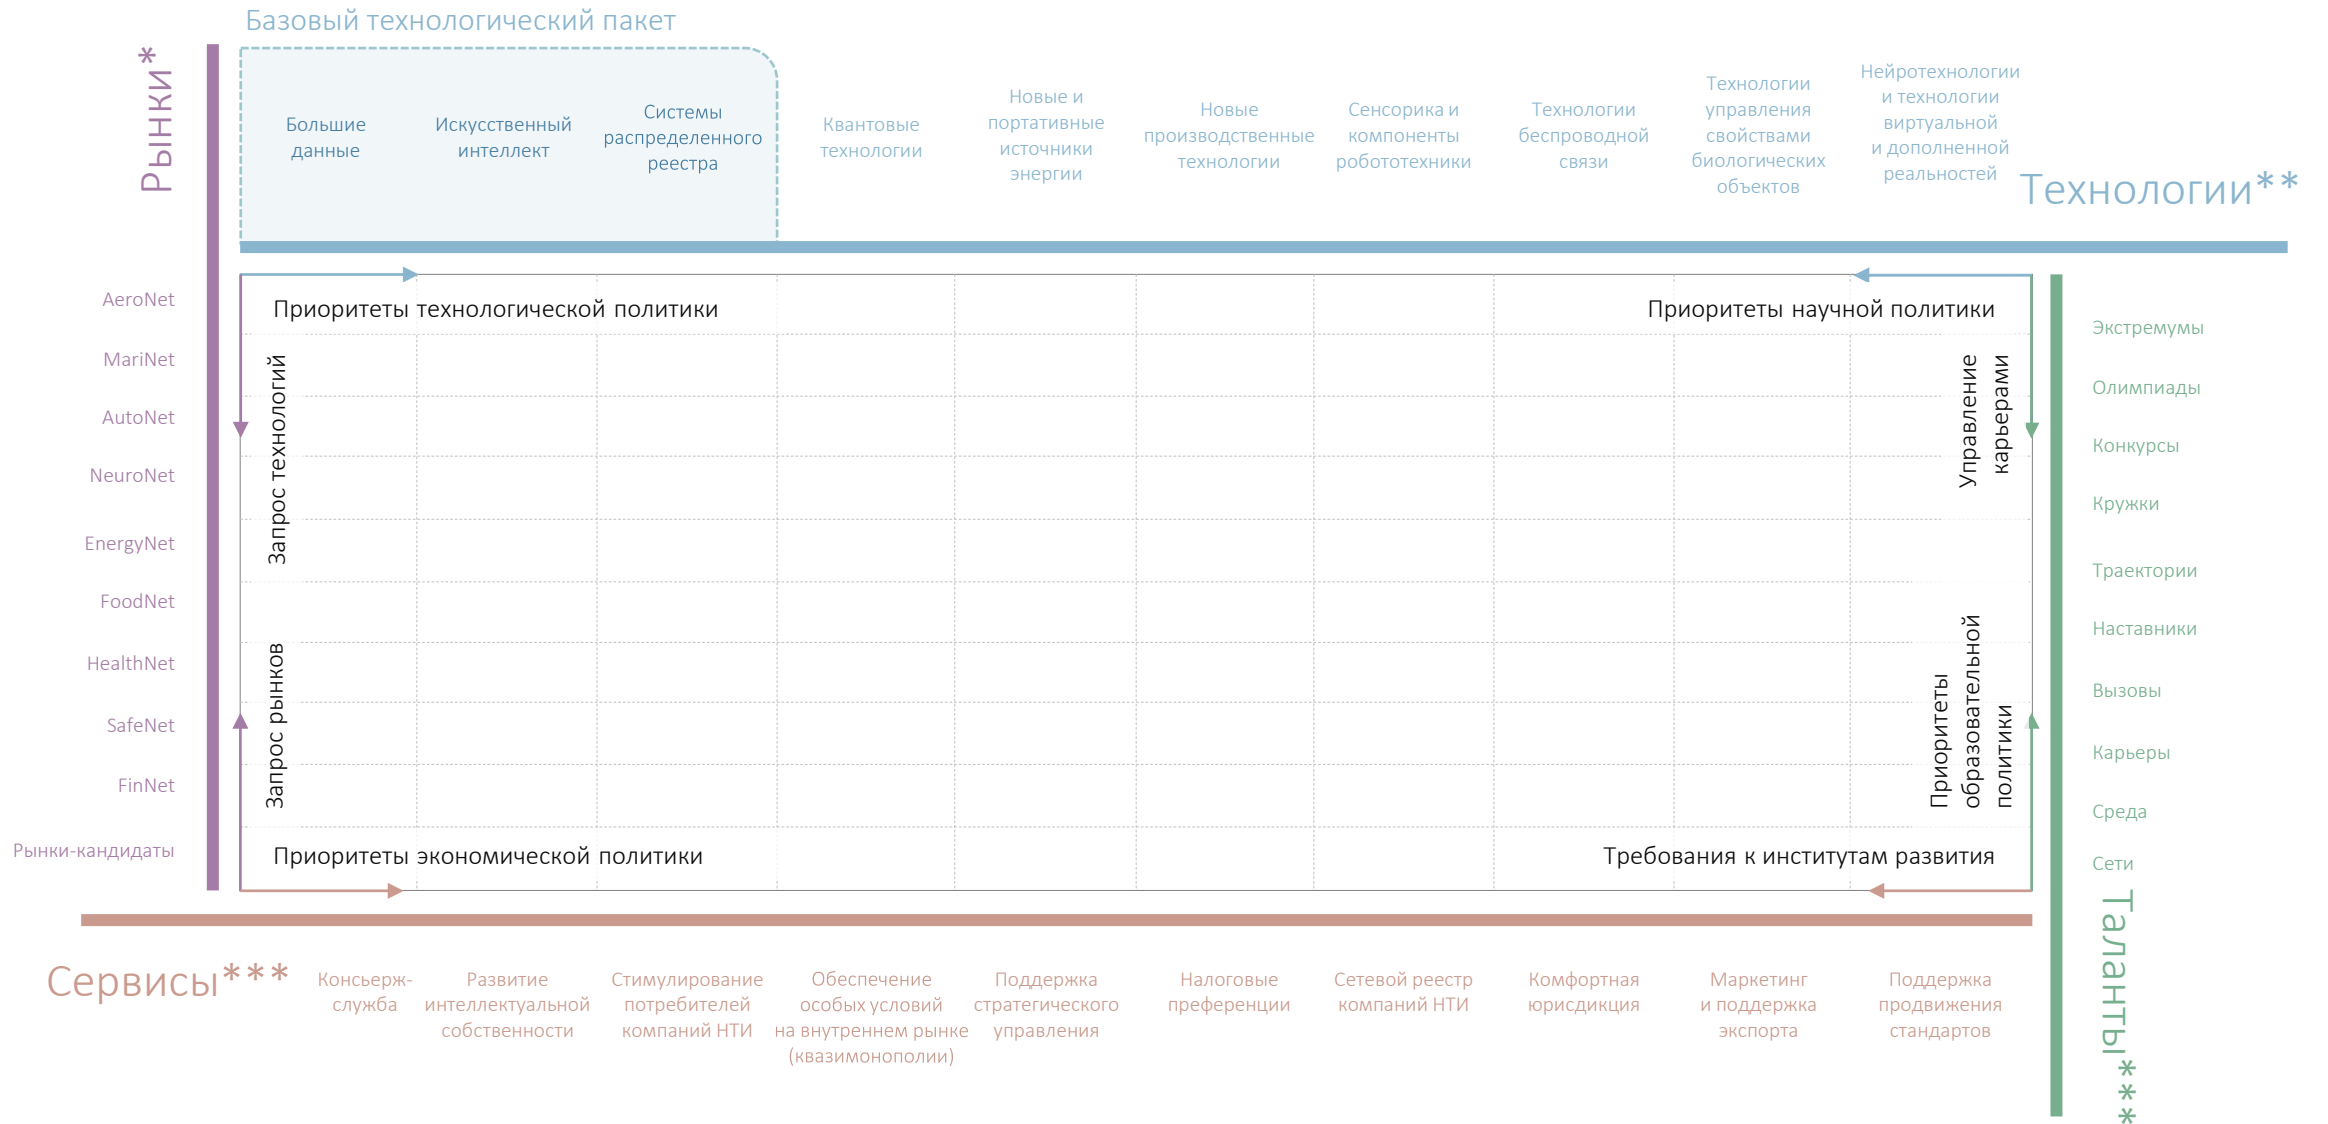 Базовый технологический пакет
Рынки*
Большие
данные
Искусственный
интеллект
Системы
распределенного
реестра
Квантовые
технологии
Новые и
портативные
источники
энергии
Новые
производственные
технологии
Сенсорика и
компоненты
робототехники
Технологии
беспроводной
связи
Технологии
управления
свойствами
биологических
объектов
Нейротехнологии
и технологии
виртуальной
и дополненной
реальностей
Технологии**
AeroNet
MariNet
AutoNet
NeuroNet
EnergyNet
FoodNet
HealthNet
SafeNet
FinNet
Рынки-кандидаты
Приоритеты технологической политики
Приоритеты научной политики
Запрос технологий
Управление
карьерами
Запрос рынков
Приоритеты
образовательной
политики
Приоритеты экономической политики
Требования к институтам развития
Экстремумы
Олимпиады
Конкурсы
Кружки
Траектории
Наставники
Вызовы
Карьеры
Среда
Сети
Таланты****
Сервисы***
Консьерж-
служба
Развитие
интеллектуальной
собственности
Стимулирование
потребителей
компаний НТИ
Обеспечение
особых условий
на внутреннем рынке
(квазимонополии)
Поддержка
стратегического
управления
Налоговые
преференции
Сетевой реестр
компаний НТИ
Комфортная
юрисдикция
Маркетинг
и поддержка
экспорта
Поддержка
продвижения
стандартов